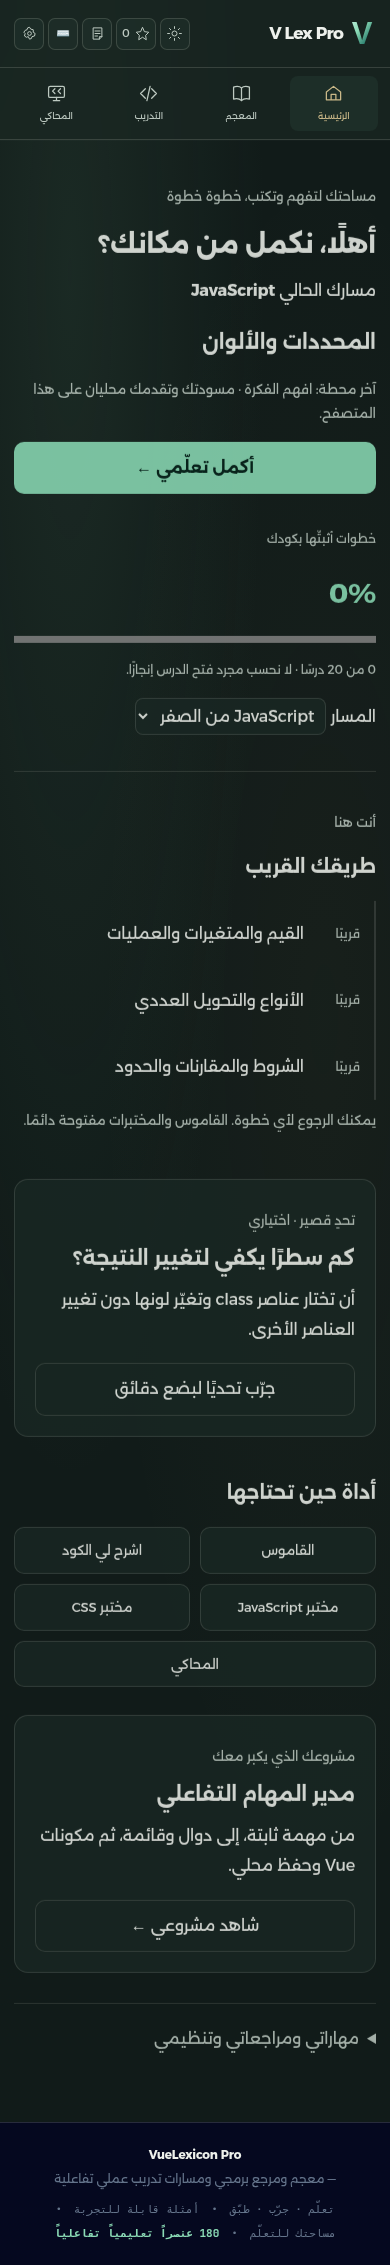 V Lex Pro
0
الرئيسية
المعجم
التدريب
المحاكي
مساحتك لتفهم وتكتب، خطوة خطوة
أهلًا، نكمل من مكانك؟
مسارك الحالي JavaScript
المحددات والألوان
آخر محطة: افهم الفكرة · مسودتك وتقدمك محليان على هذا
المتصفح.
أكمل تعلّمي ←
خطوات أثبتّها بكودك
0%
0 من 20 درسًا · لا نحسب مجرد فتح الدرس إنجازًا.
المسار JavaScript من الصفر
أنت هنا
طريقك القريب
قريبًا القيم والمتغيرات والعمليات
قريبًا الأنواع والتحويل العددي
قريبًا الشروط والمقارنات والحدود
يمكنك الرجوع لأي خطوة. القاموس والمختبرات مفتوحة دائمًا.
تحدٍ قصير · اختياري
كم سطرًا يكفي لتغيير النتيجة؟
أن تختار عناصر class وتغيّر لونها دون تغيير
العناصر الأخرى.
جرّب تحديًا لبضع دقائق
أداة حين تحتاجها
القاموس
اشرح لي الكود
مختبر JavaScript
مختبر CSS
المحاكي
مشروعك الذي يكبر معك
مدير المهام التفاعلي
من مهمة ثابتة، إلى دوال وقائمة، ثم مكونات
Vue وحفظ محلي.
شاهد مشروعي ←
مهاراتي ومراجعاتي وتنظيمي
VueLexicon Pro
— معجم ومرجع برمجي ومسارات تدريب عملي تفاعلية
تعلّم · جرّب · طبّق • أمثلة قابلة للتجربة •
مساحتك للتعلّم • 180 عنصراً تعليمياً تفاعلياً